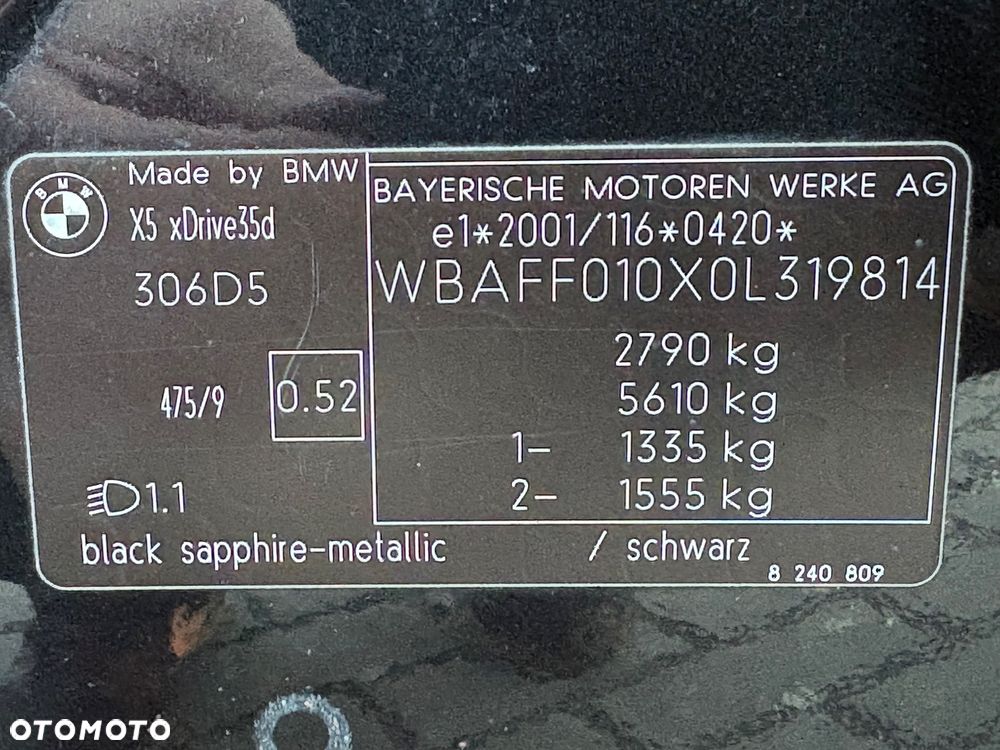 BMW
Made by BMW
X5 xDrive35d
306D5
475/9
0.52
1.1
BAYERISCHE MOTOREN WERKE AG
e1*2001/116*0420*
WBAFF010X0L319814
2790 kg
5610 kg
1- 1335 kg
2- 1555 kg
black sapphire-metallic / schwarz
8 240 809
OTOMOTO